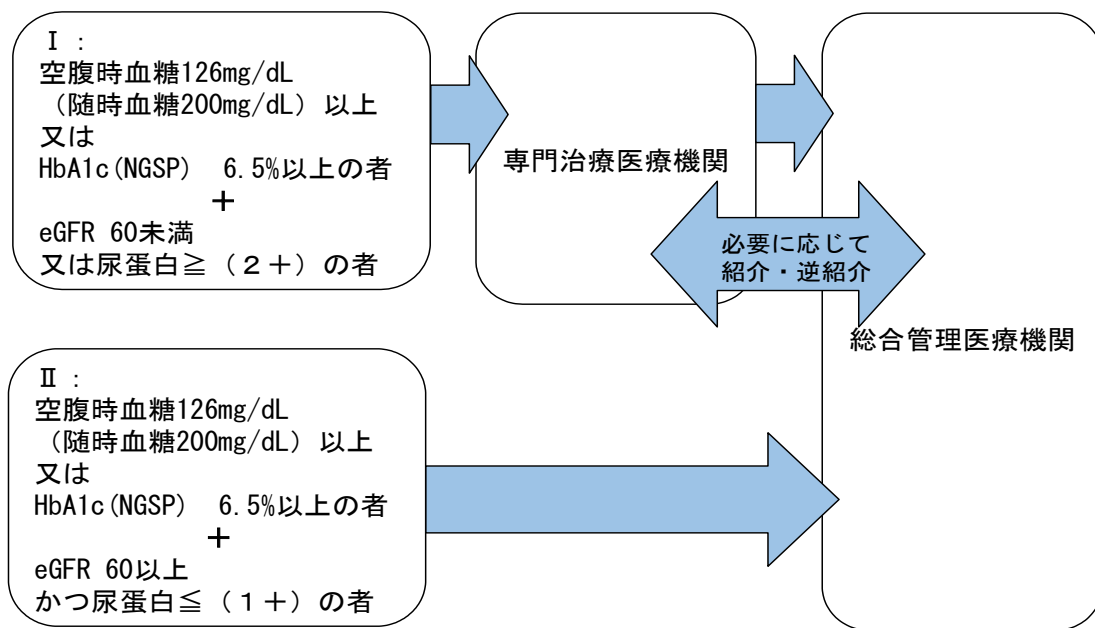 Ⅰ：
空腹時血糖126mg/dL
（随時血糖200mg/dL）以上
又は
HbA1c(NGSP)　6.5%以上の者
＋
eGFR 60未満
又は尿蛋白≧（２＋）の者
専門治療医療機関
必要に応じて
紹介・逆紹介
総合管理医療機関
Ⅱ：
空腹時血糖126mg/dL
（随時血糖200mg/dL）以上
又は
HbA1c(NGSP)　6.5%以上の者
＋
eGFR 60以上
かつ尿蛋白≦（１＋）の者